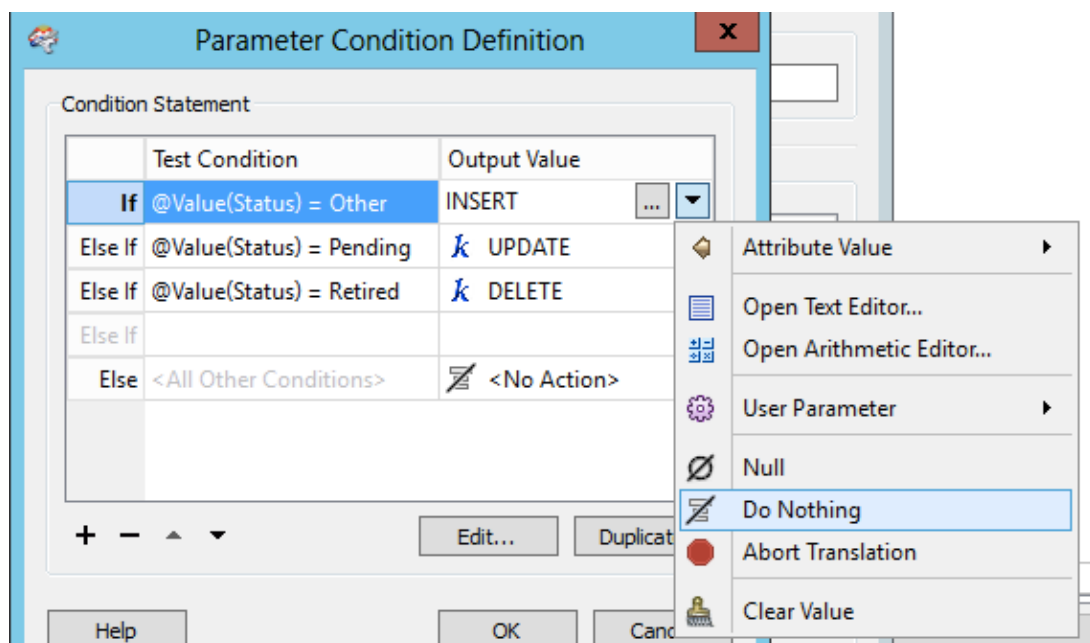 Parameter Condition Definition
x
Condition Statement
Test Condition Output Value
If @Value(Status) = Other INSERT ...
Else If @Value(Status) = Pending k UPDATE
Else If @Value(Status) = Retired k DELETE
Else If
Else <All Other Conditions> <No Action>
Attribute Value
Open Text Editor...
Open Arithmetic Editor...
User Parameter
Null
Do Nothing
Abort Translation
Clear Value
Edit... Duplicat
Help OK Canc